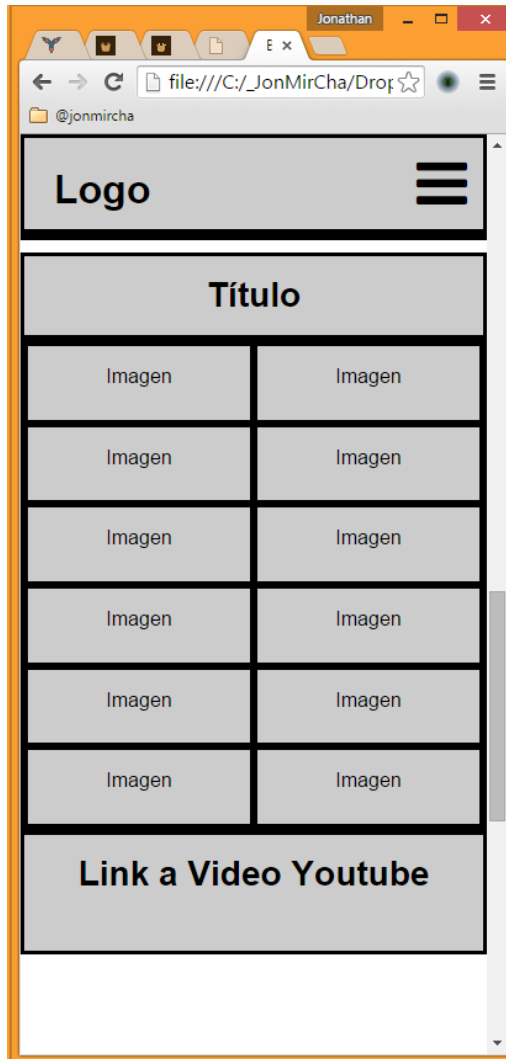 Jonathan
E
file:///C:/_JonMirCha/Drop
@jonmircha
Logo
Título
Imagen Imagen
Imagen Imagen
Imagen Imagen
Imagen Imagen
Imagen Imagen
Imagen Imagen
Link a Video Youtube